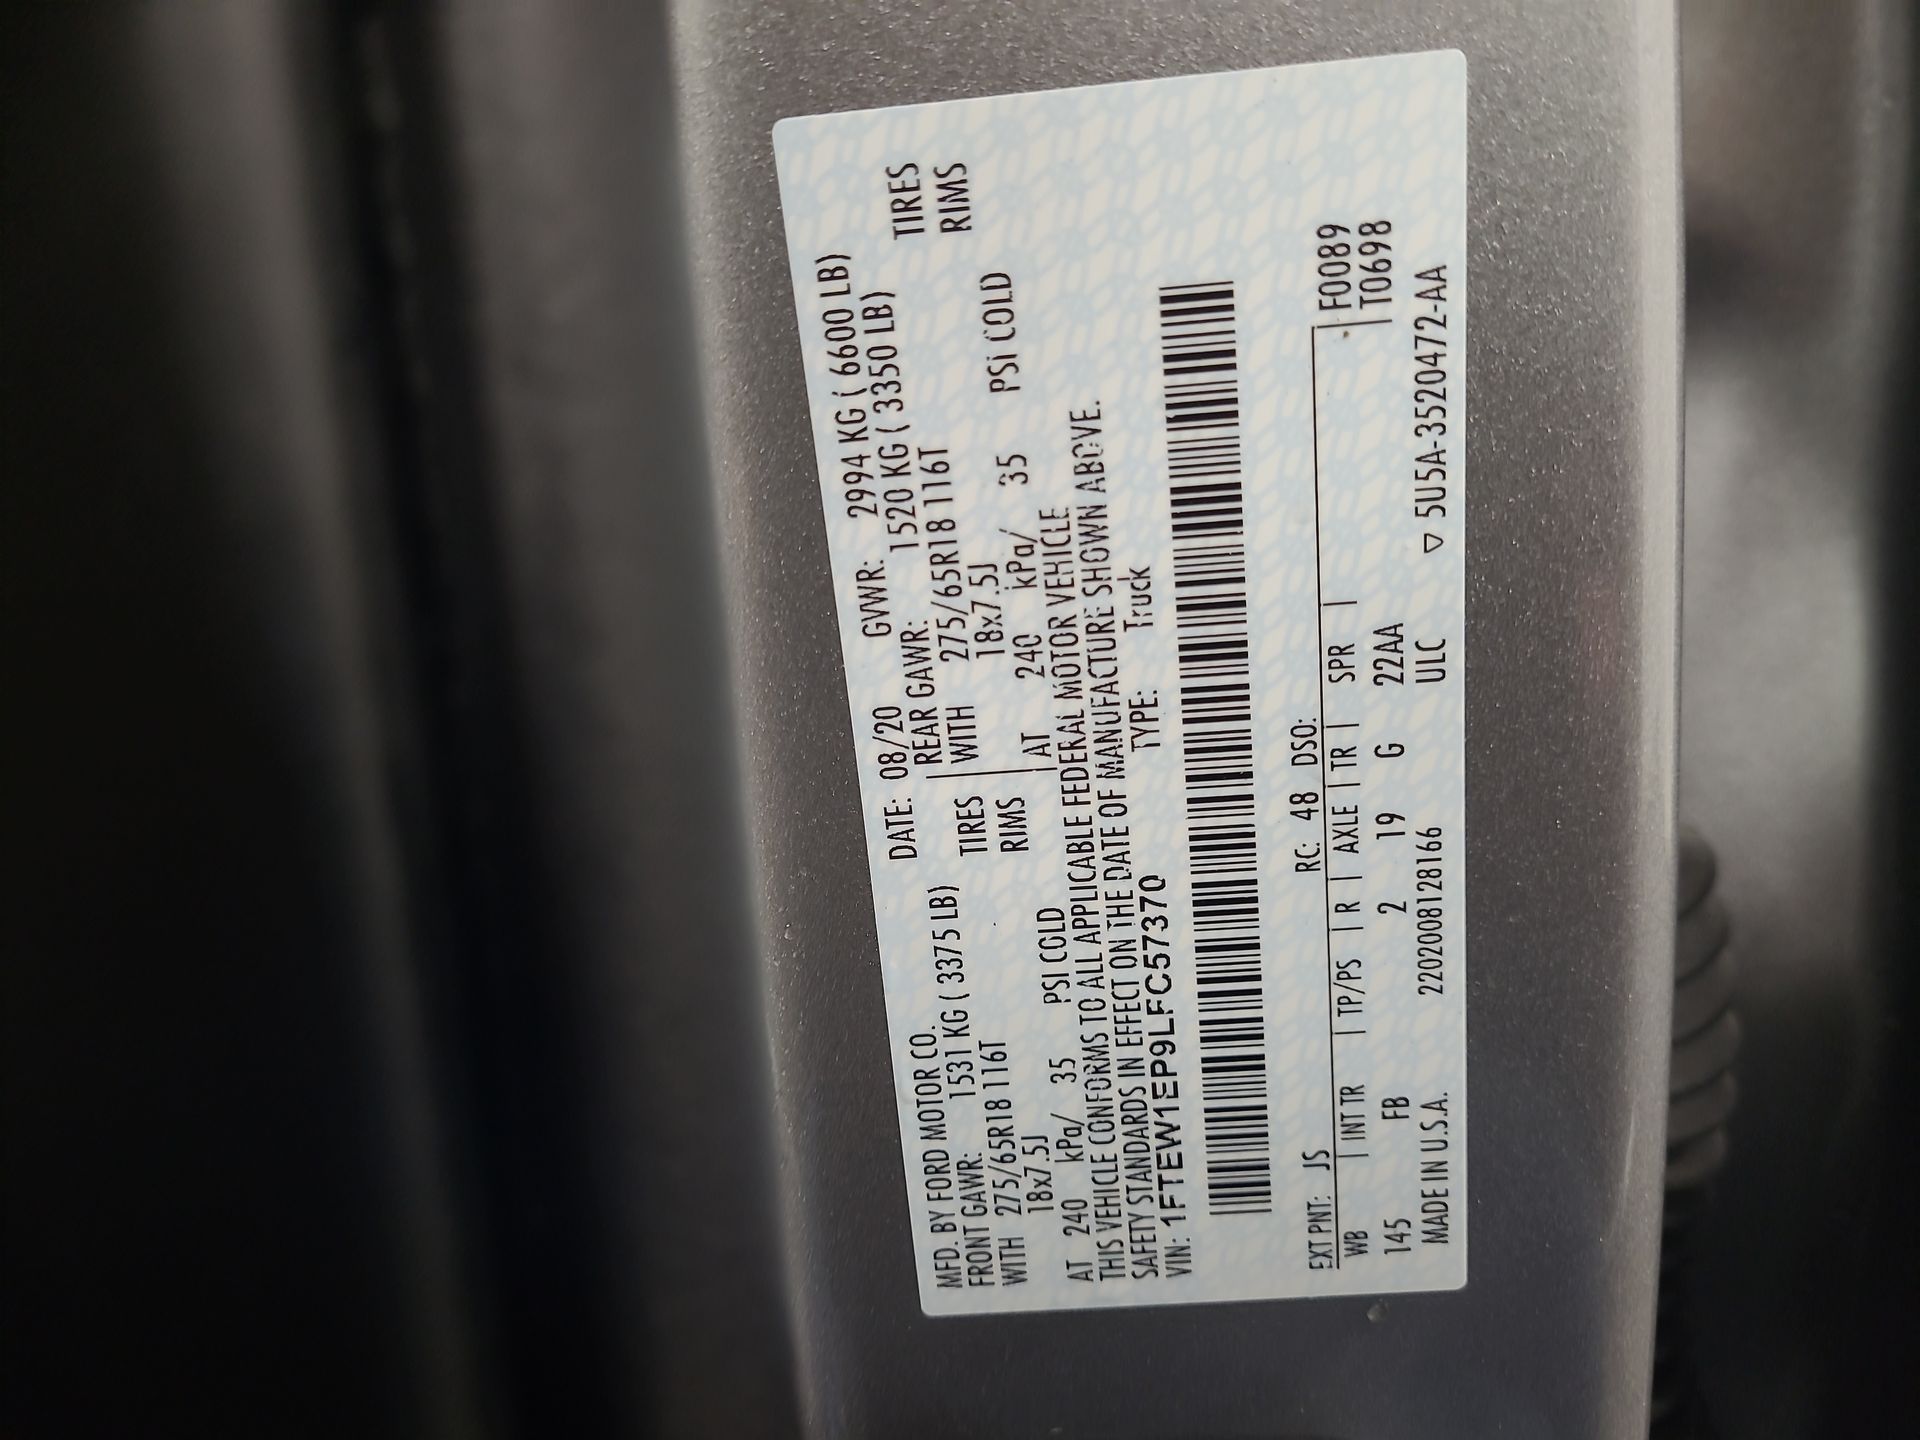 MFD. BY FORD MOTOR CO.
DATE: 08/20 GVWR: 2994 KG ( 6600 LB)
FRONT GAWR: 1531 KG ( 3375 LB) REAR GAWR: 1520 KG ( 3350 LB)
WITH 275/65R18 116T TIRES WITH 275/65R18 116T TIRES
18x7.5J RIMS 18x7.5J RIMS
AT 240 kPa/ 35 PSI COLD AT 240 kPa/ 35 PSi COLD
THIS VEHICLE CONFORMS TO ALL APPLICABLE FEDERAL MOTOR VEHICLE
SAFETY STANDARDS IN EFFECT ON THE DATE OF MANUFACTURE SHOWN ABOVE.
VIN: 1FTEW1EP9LFC57370 TYPE: Truck
EXT PNT: JS RC: 48 DSO:
WB | INT TR | TP/PS | R | AXLE | TR | SPR | F0089
145 FB 2 19 G 22AA T0698
MADE IN U.S.A. 2202008128166 ULC ▽ 5U5A-3520472-AA